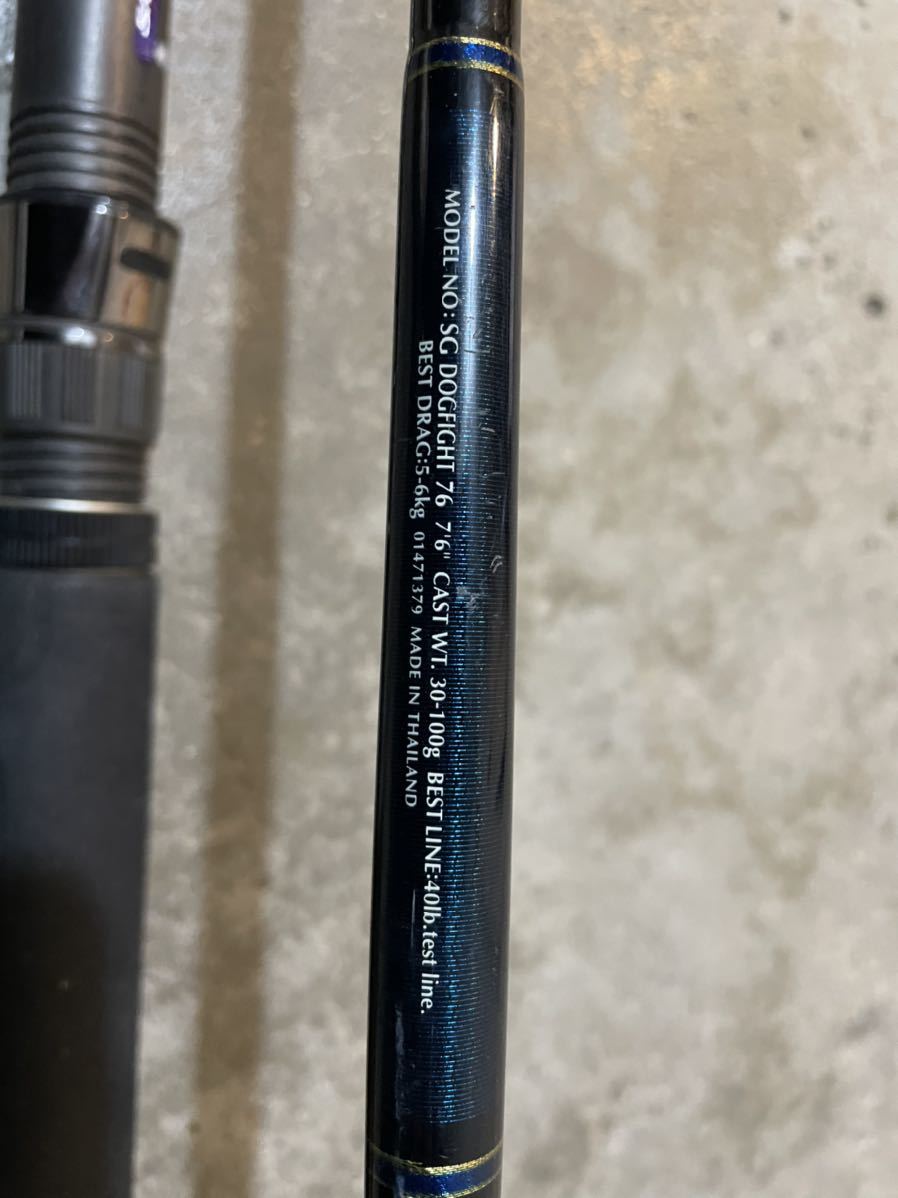 MODEL NO: SG DOGFIGHT 76 7'6" CAST WT. 30-100g BEST LINE:40lb.test line.
BEST DRAG:5-6kg 01471379 MADE IN THAILAND